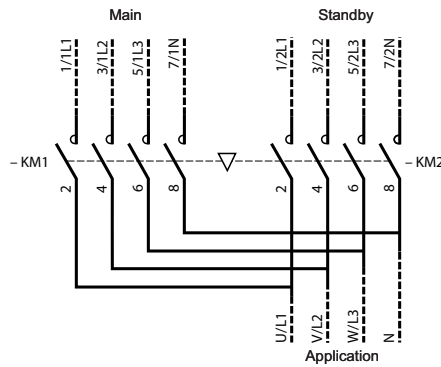 Main
Standby
1/1L1
3/1L2
5/1L3
7/1N
1/2L1
3/2L2
5/2L3
7/2N
– KM1
– KM2
2
4
6
8
2
4
6
8
U/L1
V/L2
W/L3
N
Application